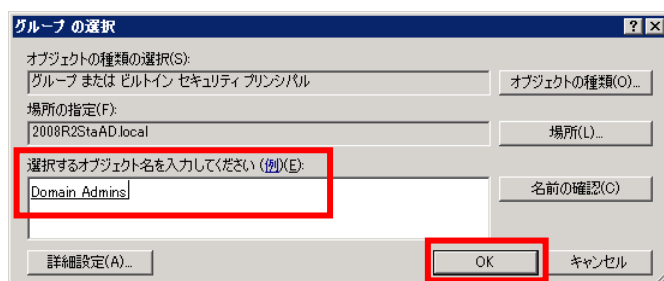 グループ の選択
オブジェクトの種類の選択(S):
グループ または ビルトイン セキュリティ プリンシパル
オブジェクトの種類(O)...
場所の指定(F):
2008R2StaAD.local
場所(L)...
選択するオブジェクト名を入力してください (例)(E):
Domain Admins
名前の確認(C)
詳細設定(A)...
OK
キャンセル